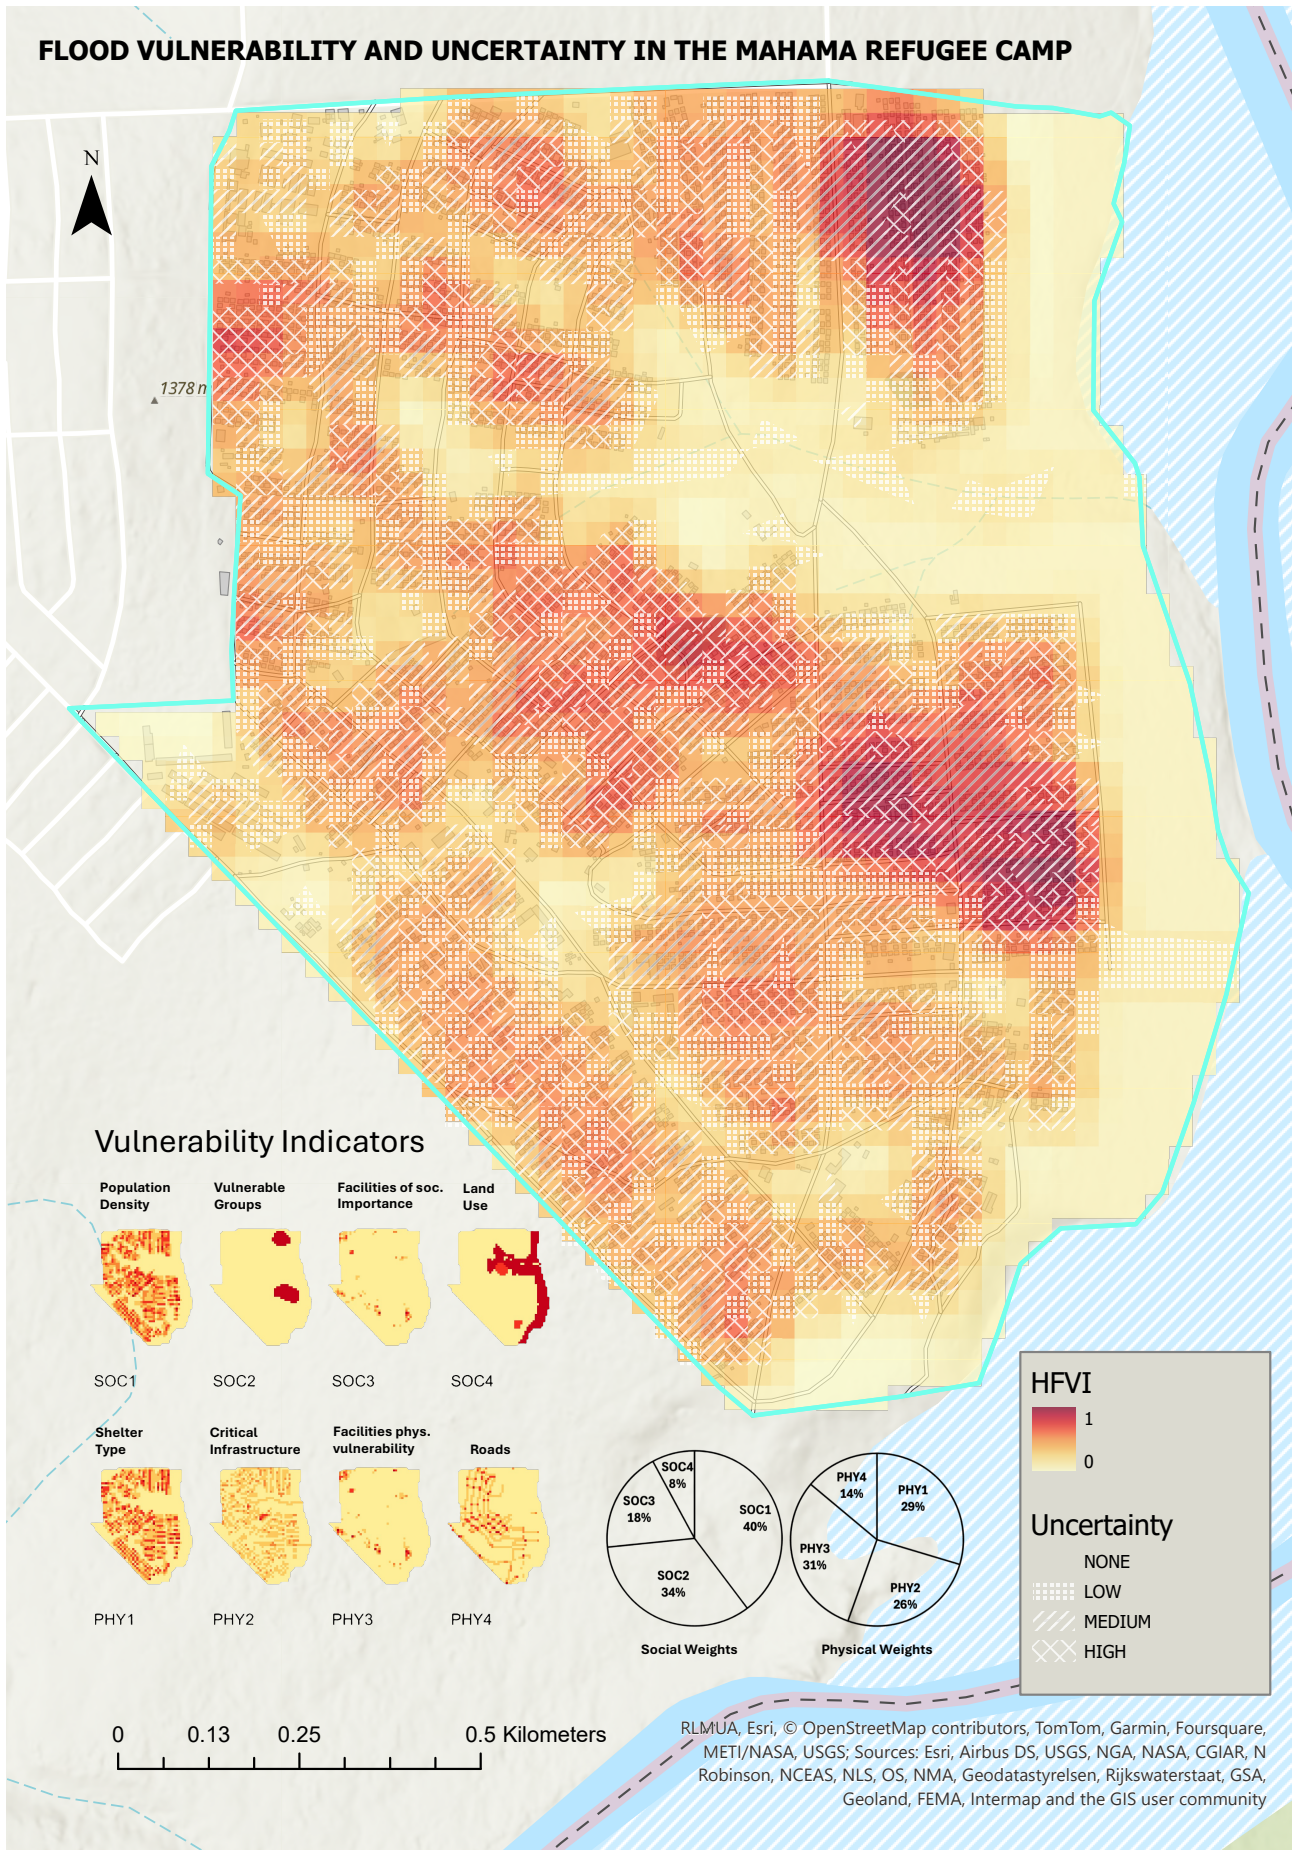 FLOOD VULNERABILITY AND UNCERTAINTY IN THE MAHAMA REFUGEE CAMP
N
1378 m
Vulnerability Indicators
Population
Density
Vulnerable
Groups
Facilities of soc.
Importance
Land
Use
SOC1
SOC2
SOC3
SOC4
Shelter
Type
Critical
Infrastructure
Facilities phys.
vulnerability
Roads
PHY1
PHY2
PHY3
PHY4
SOC4
8%
SOC3
18%
SOC1
40%
SOC2
34%
Social Weights
PHY4
14%
PHY1
29%
PHY3
31%
PHY2
26%
Physical Weights
HFVI
1
0
Uncertainty
NONE
LOW
MEDIUM
HIGH
0 0.13 0.25 0.5 Kilometers
RLMUA, Esri, © OpenStreetMap contributors, TomTom, Garmin, Foursquare,
METI/NASA, USGS; Sources: Esri, Airbus DS, USGS, NGA, NASA, CGIAR, N
Robinson, NCEAS, NLS, OS, NMA, Geodatastyrelsen, Rijkswaterstaat, GSA,
Geoland, FEMA, Intermap and the GIS user community